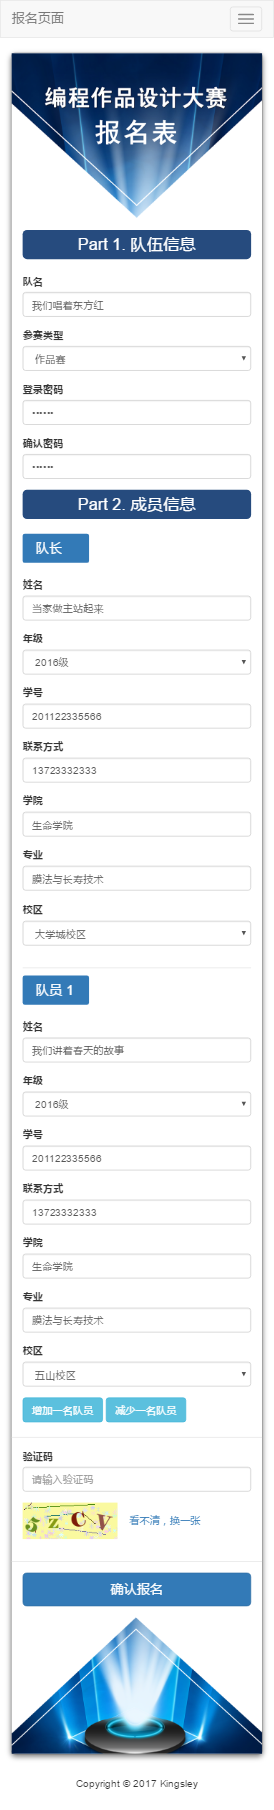 报名页面
编程作品设计大赛
报名表
Part 1. 队伍信息
队名
我们唱着东方红
参赛类型
作品赛
登录密码
••••••
确认密码
••••••
Part 2. 成员信息
队长
姓名
当家做主站起来
年级
2016级
学号
201122335566
联系方式
13723332333
学院
生命学院
专业
膜法与长寿技术
校区
大学城校区
队员 1
姓名
我们讲着春天的故事
年级
2016级
学号
201122335566
联系方式
13723332333
学院
生命学院
专业
膜法与长寿技术
校区
五山校区
增加一名队员 减少一名队员
验证码
请输入验证码
5zCV 看不清，换一张
确认报名
Copyright © 2017 Kingsley